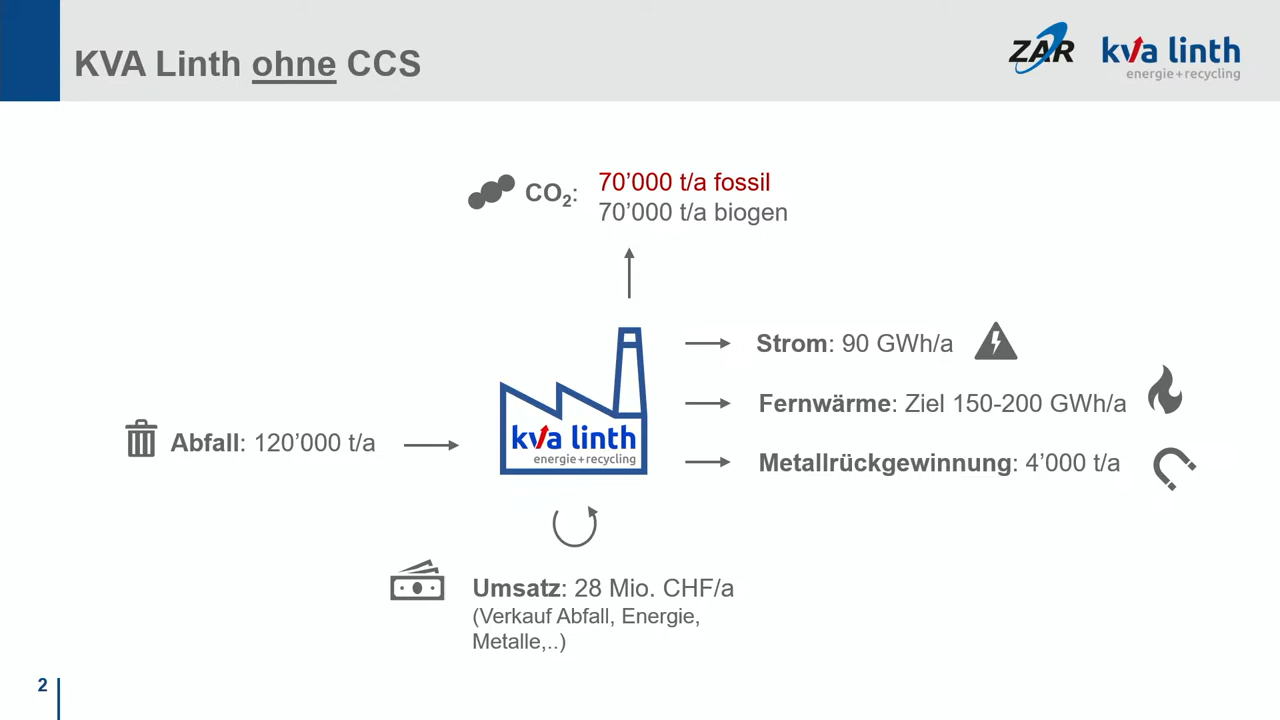 KVA Linth ohne CCS
ZAR
kva linth
energie+recycling
CO₂:
70’000 t/a fossil
70’000 t/a biogen
Strom: 90 GWh/a
Fernwärme: Ziel 150-200 GWh/a
Abfall: 120’000 t/a
kva linth
energie+recycling
Metallrückgewinnung: 4’000 t/a
Umsatz: 28 Mio. CHF/a
(Verkauf Abfall, Energie,
Metalle,..)
2